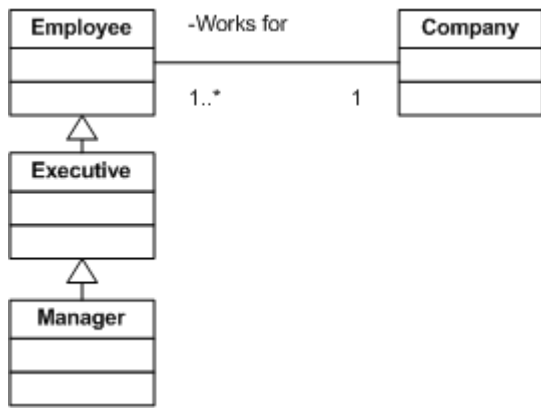 Employee
-Works for
Company
1..*
1
Executive
Manager